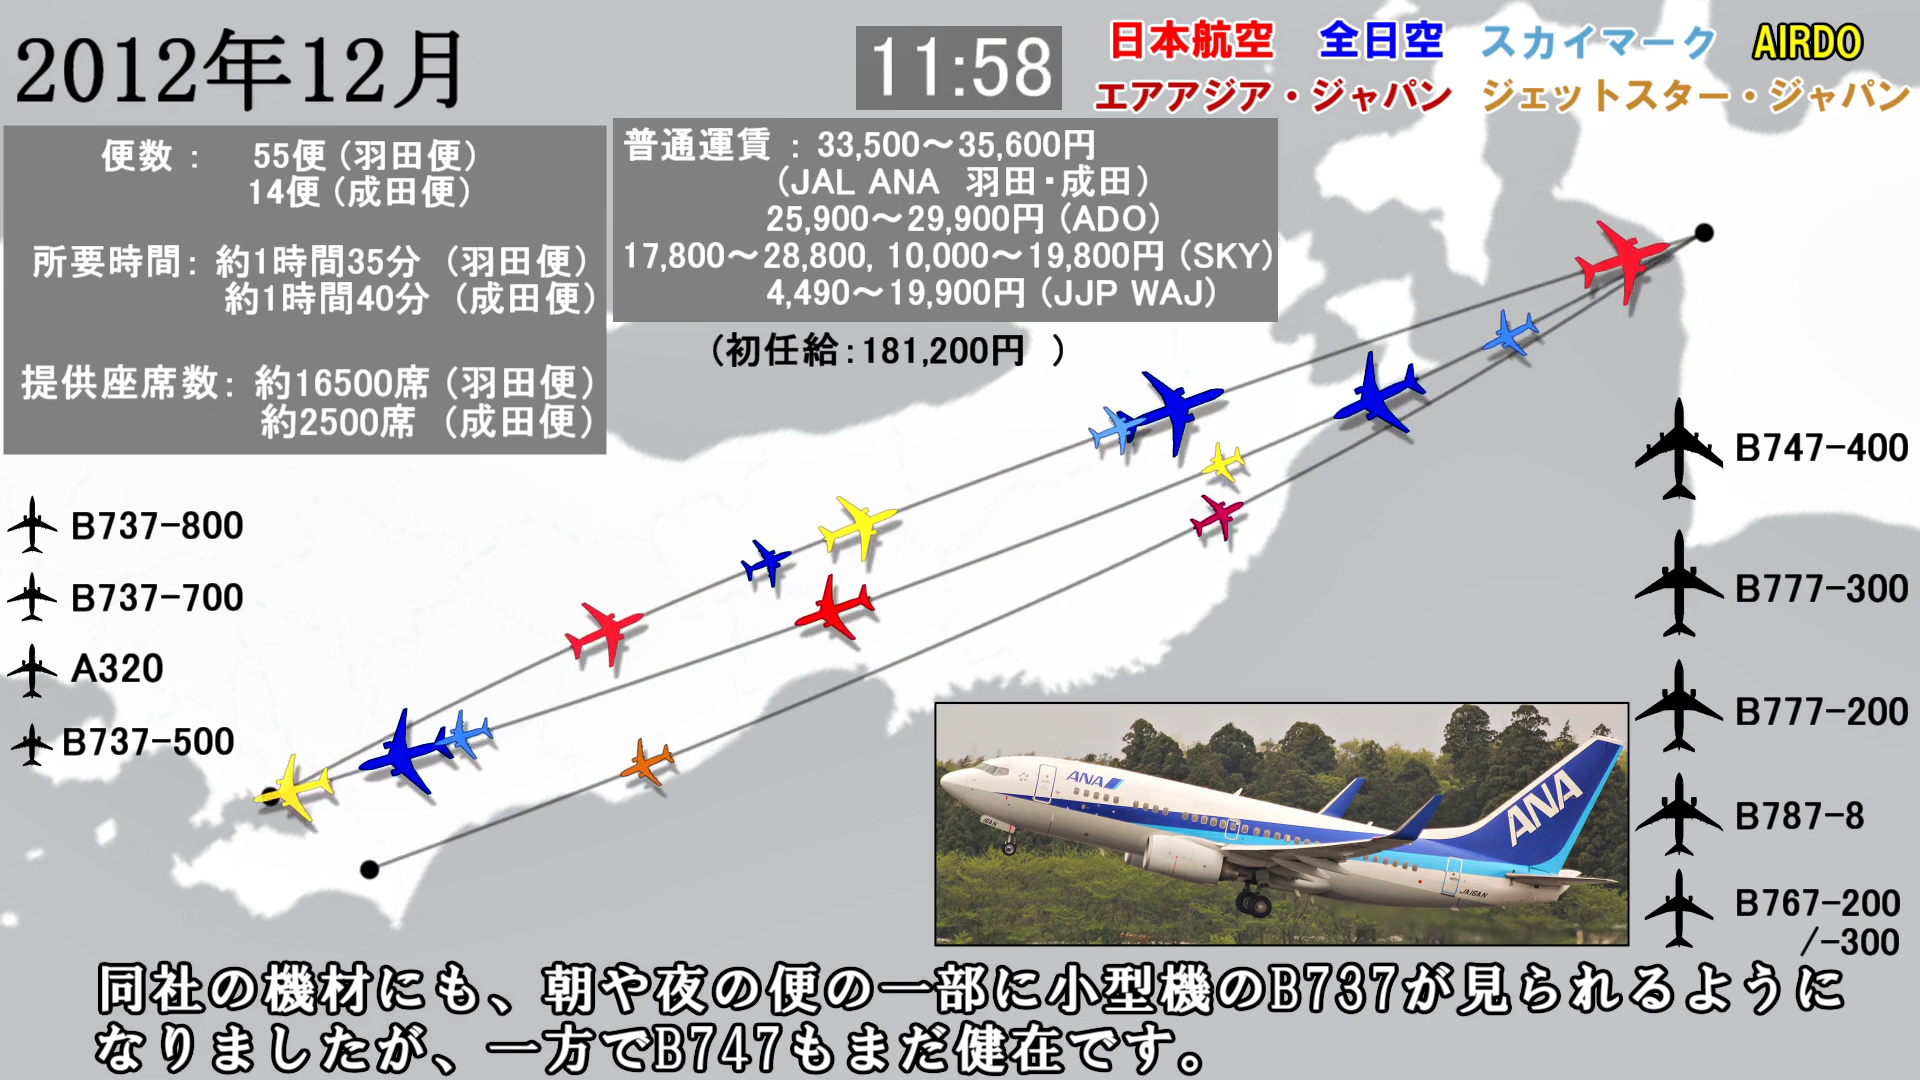 2012年12月
11:58
日本航空 全日空 スカイマーク AIRDO
エアアジア・ジャパン ジェットスター・ジャパン
便数： 55便（羽田便）
14便（成田便）
所要時間：約1時間35分（羽田便）
約1時間40分（成田便）
提供座席数：約16500席（羽田便）
約2500席（成田便）
普通運賃：33,500～35,600円
（JAL ANA 羽田・成田）
25,900～29,900円（ADO）
17,800～28,800, 10,000～19,800円（SKY）
4,490～19,900円（JJP WAJ）
（初任給：181,200円 ）
B737-800
B737-700
A320
B737-500
B747-400
B777-300
B777-200
B787-8
B767-200
/-300
ANA
ANA
16AN
JA16AN
同社の機材にも、朝や夜の便の一部に小型機のB737が見られるように
なりましたが、一方でB747もまだ健在です。